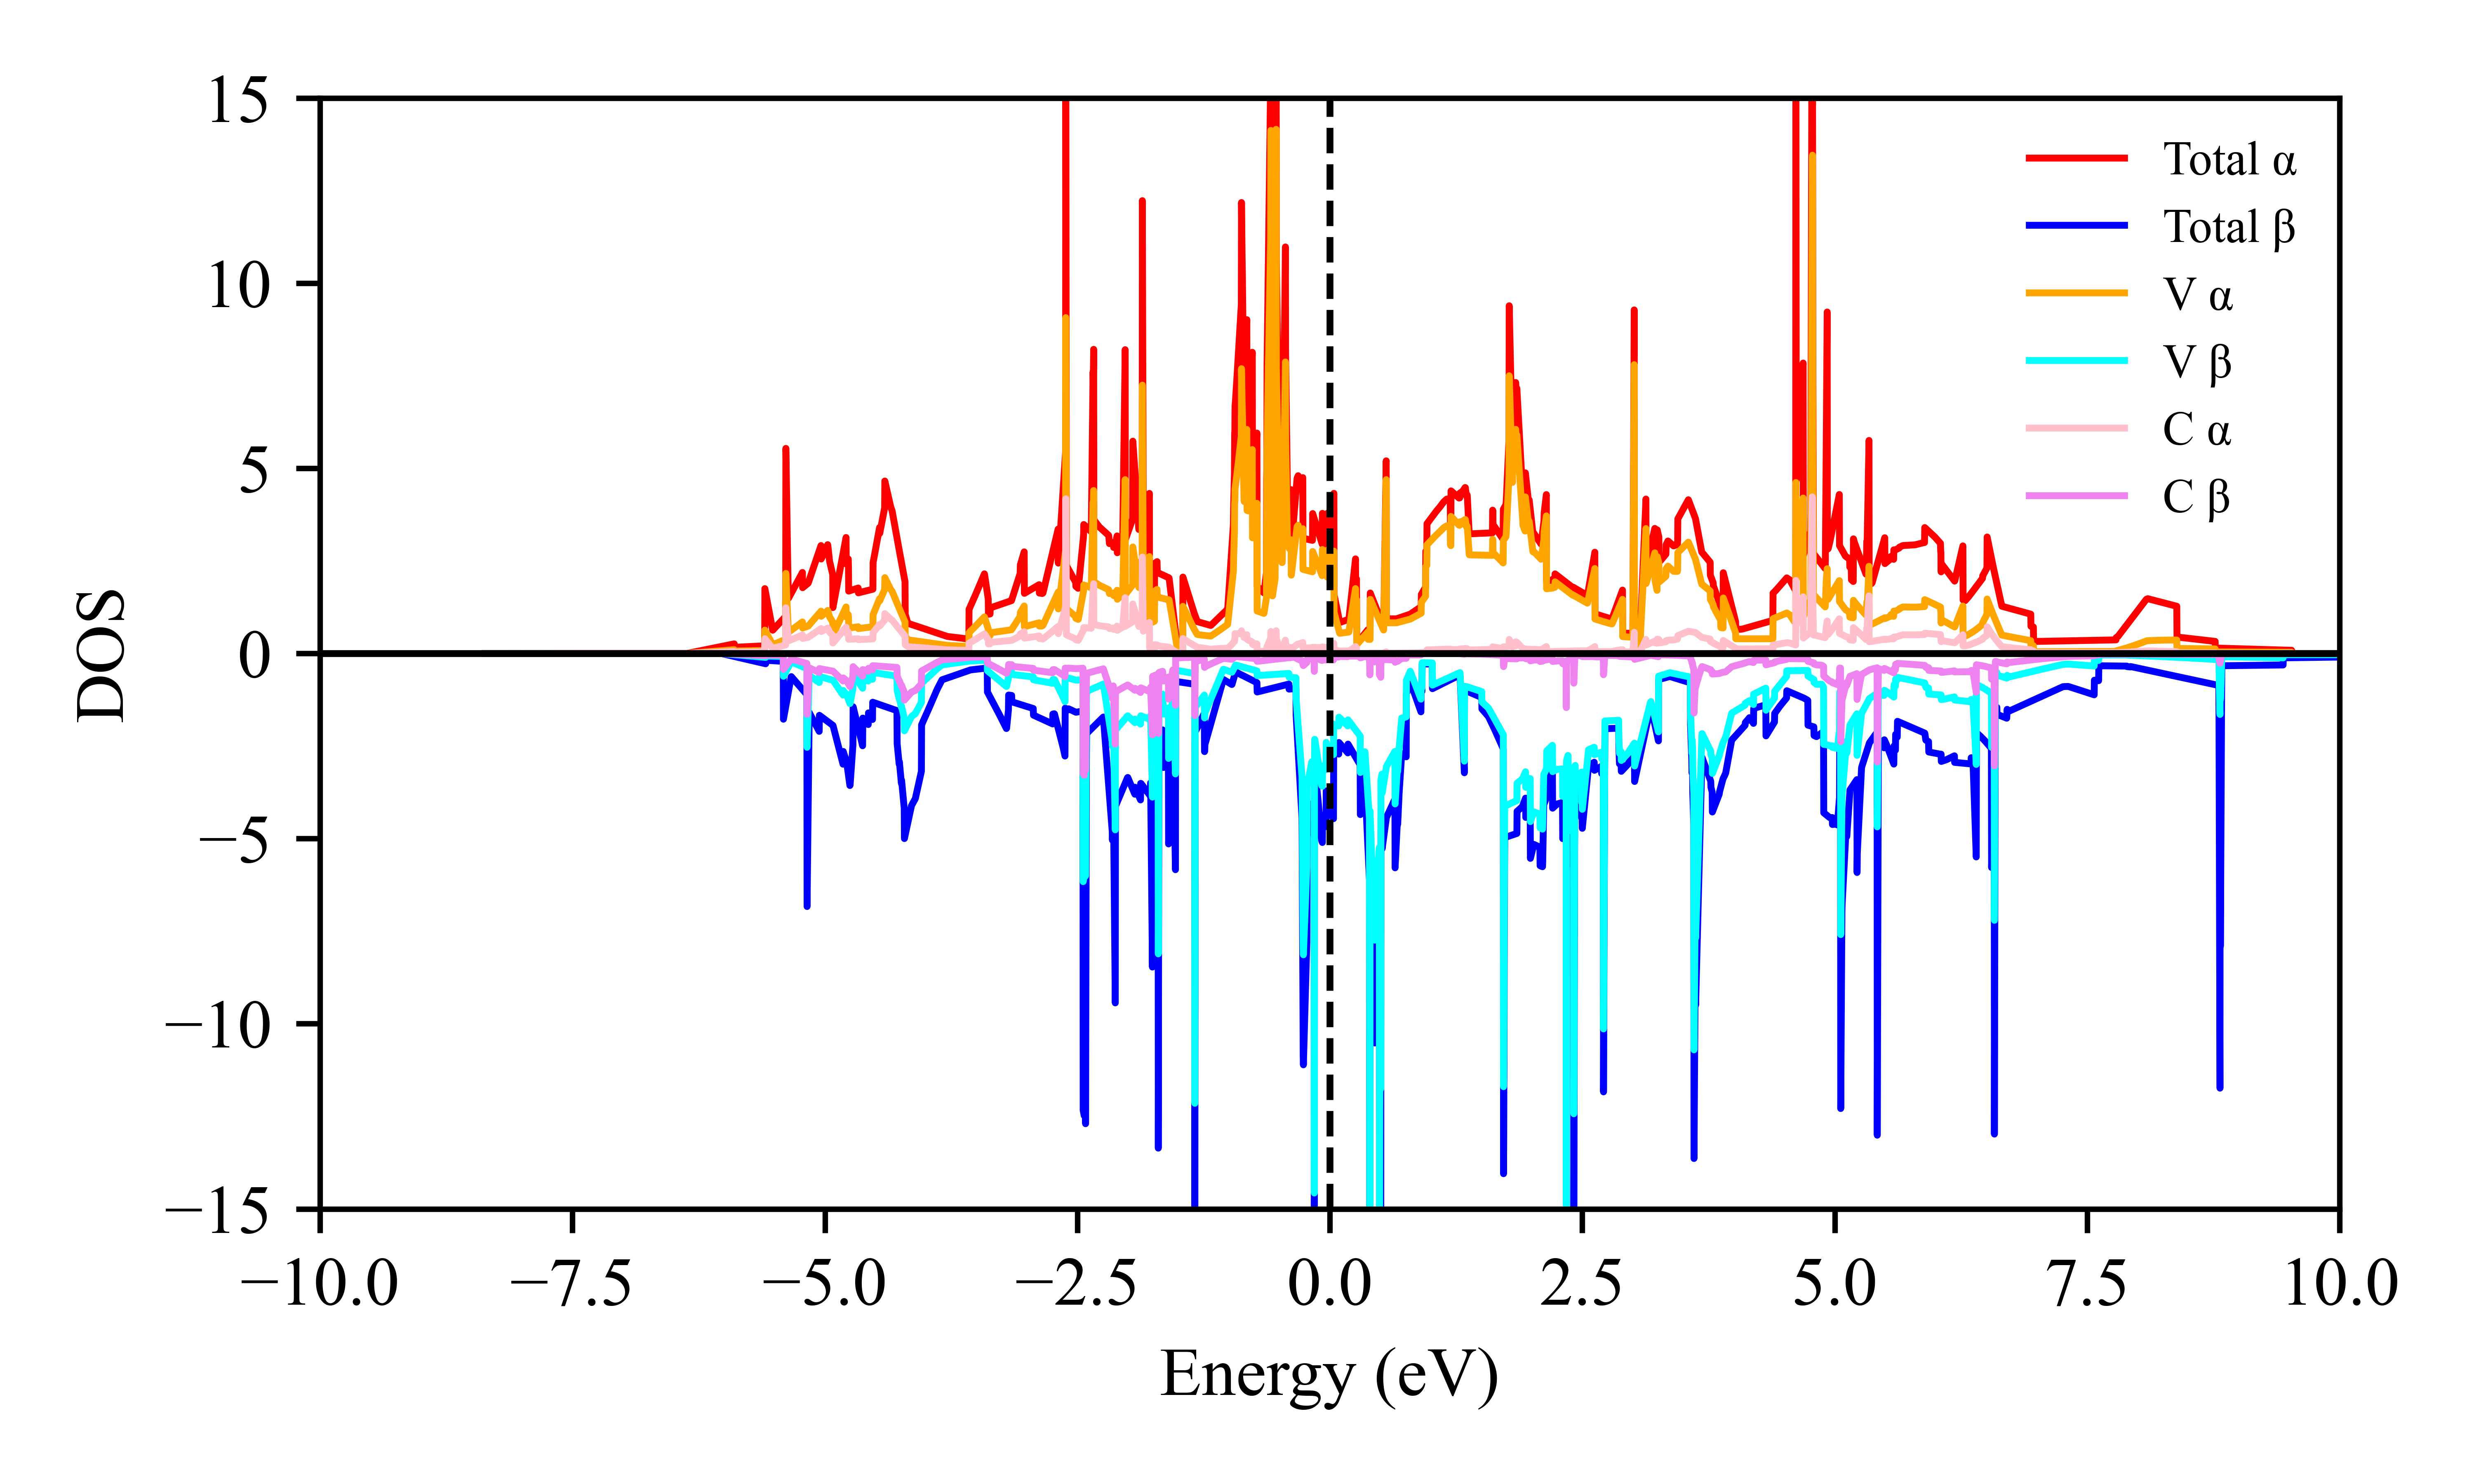 15
10
5
0
−5
−10
−15
DOS
−10.0 −7.5 −5.0 −2.5 0.0 2.5 5.0 7.5 10.0
Energy (eV)
Total α
Total β
V α
V β
C α
C β